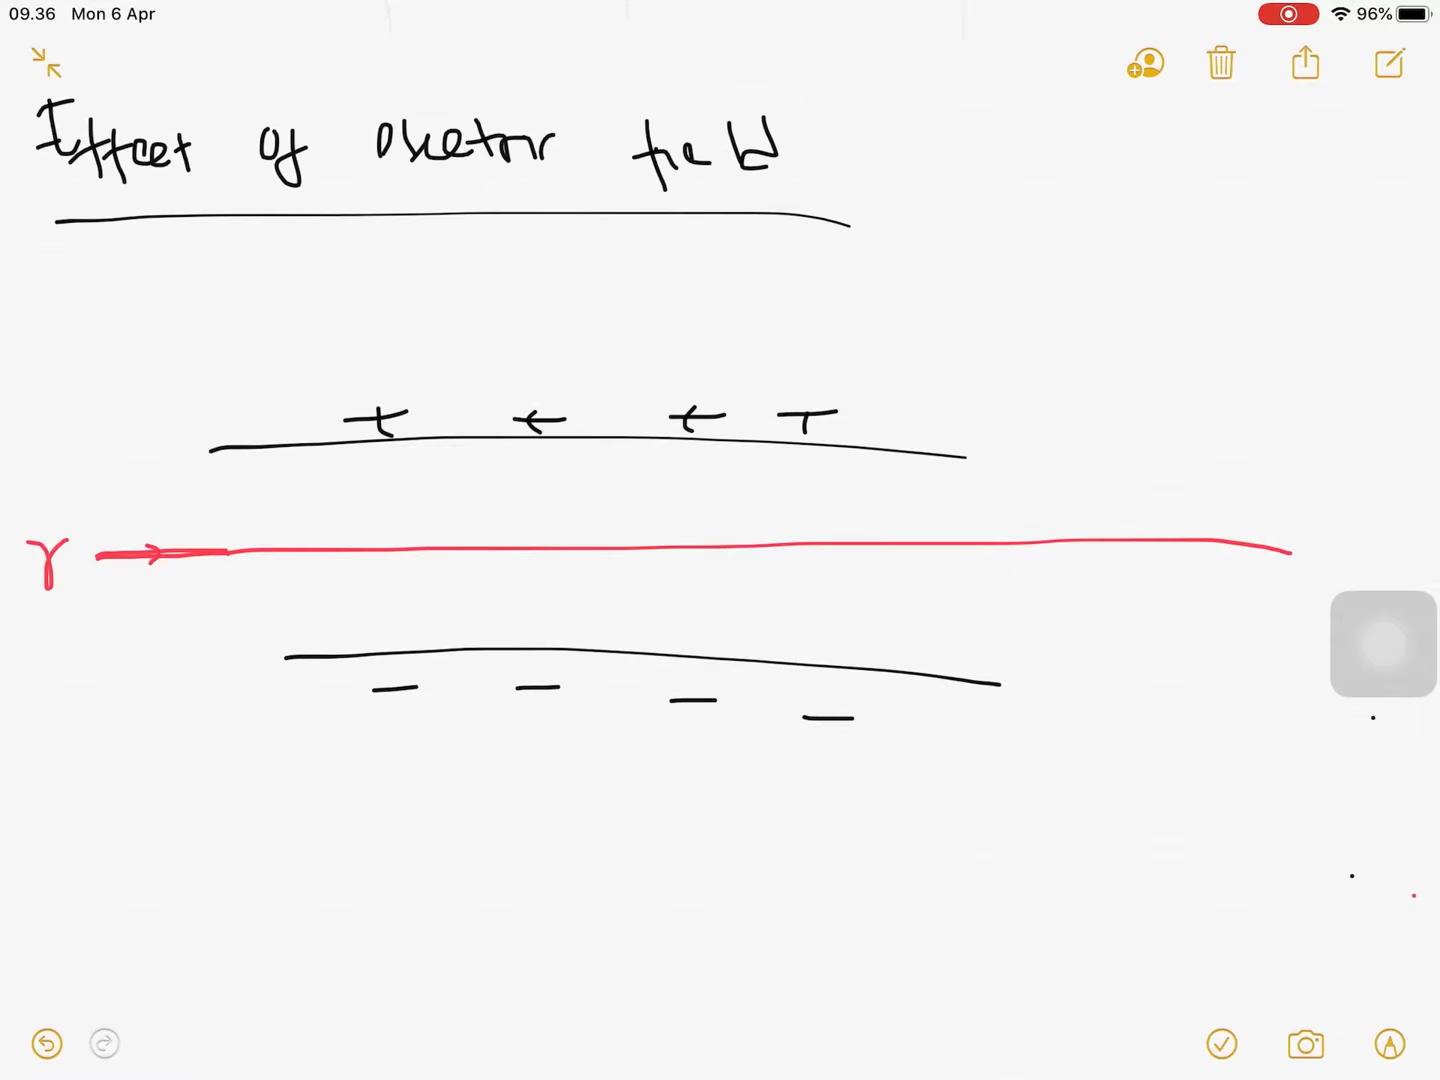 09.36 Mon 6 Apr 96%
Effect of electric field
+ + + +
γ
− − − −